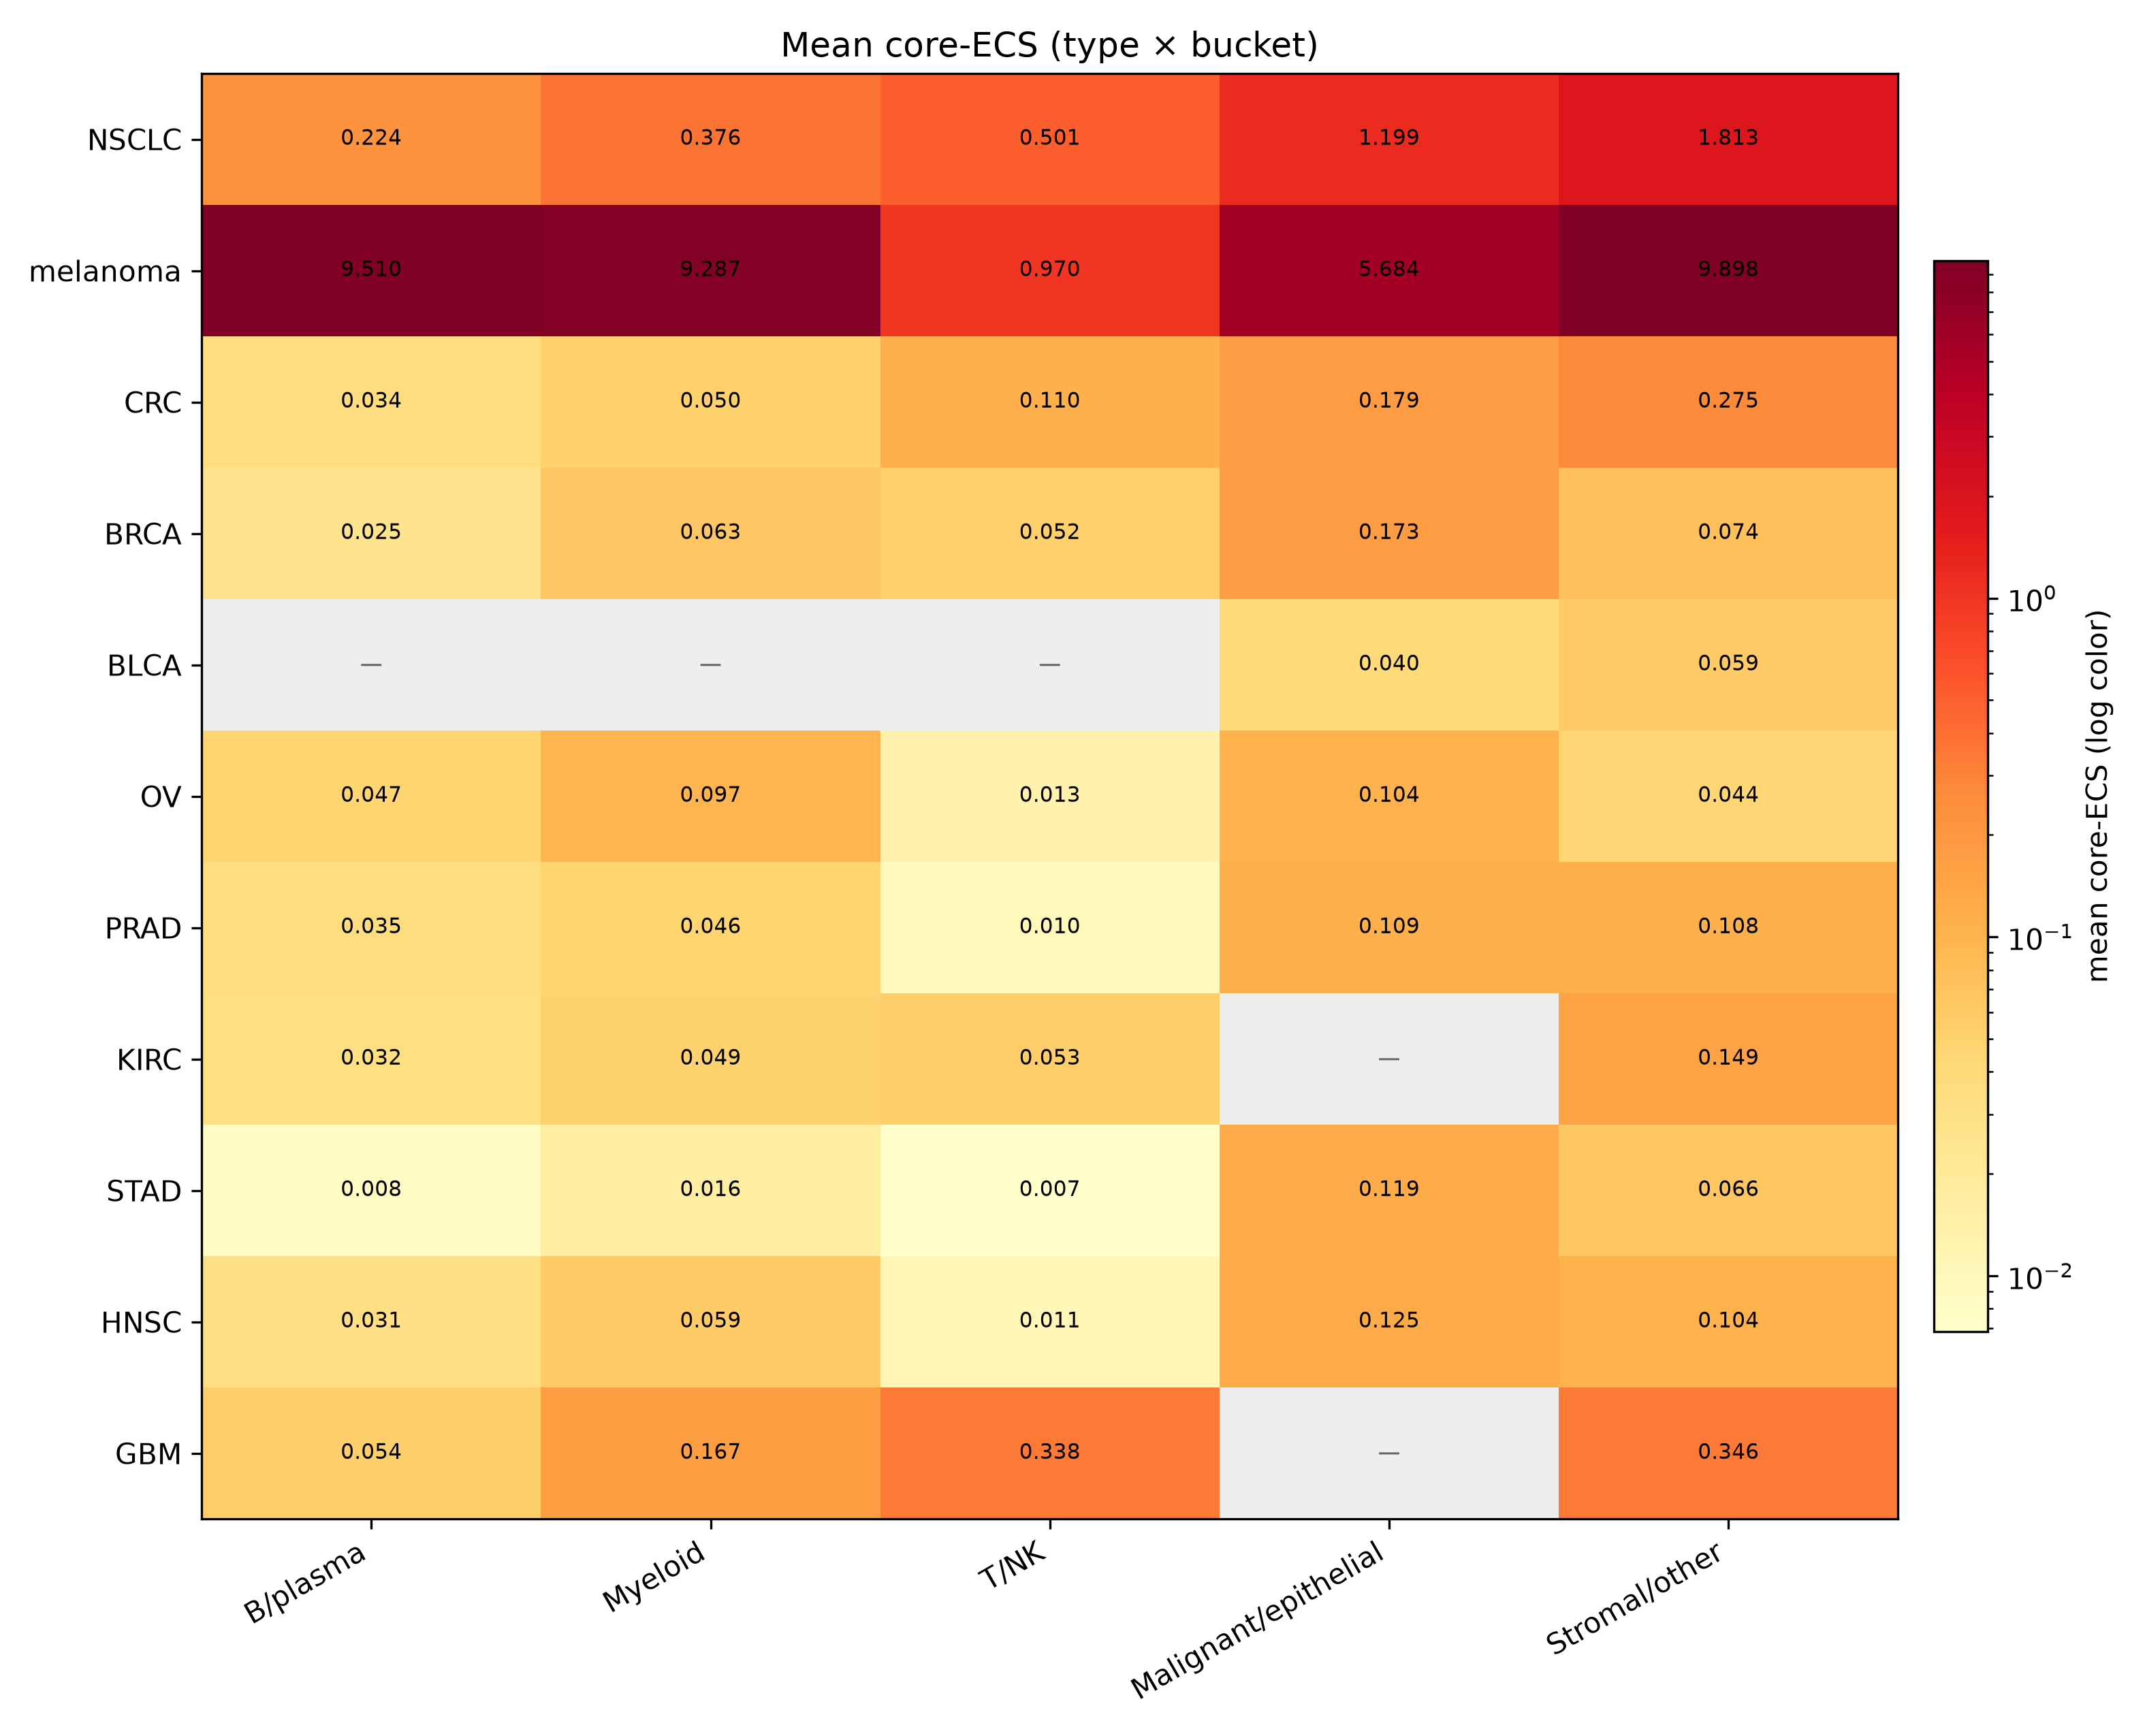 Mean core-ECS (type × bucket)
NSCLC 0.224 0.376 0.501 1.199 1.813
melanoma 9.510 9.287 0.970 5.684 9.898
CRC 0.034 0.050 0.110 0.179 0.275
BRCA 0.025 0.063 0.052 0.173 0.074
BLCA — — — 0.040 0.059
OV 0.047 0.097 0.013 0.104 0.044
PRAD 0.035 0.046 0.010 0.109 0.108
KIRC 0.032 0.049 0.053 — 0.149
STAD 0.008 0.016 0.007 0.119 0.066
HNSC 0.031 0.059 0.011 0.125 0.104
GBM 0.054 0.167 0.338 — 0.346
B/plasma Myeloid T/NK Malignant/epithelial Stromal/other
10⁰
10⁻¹
10⁻²
mean core-ECS (log color)